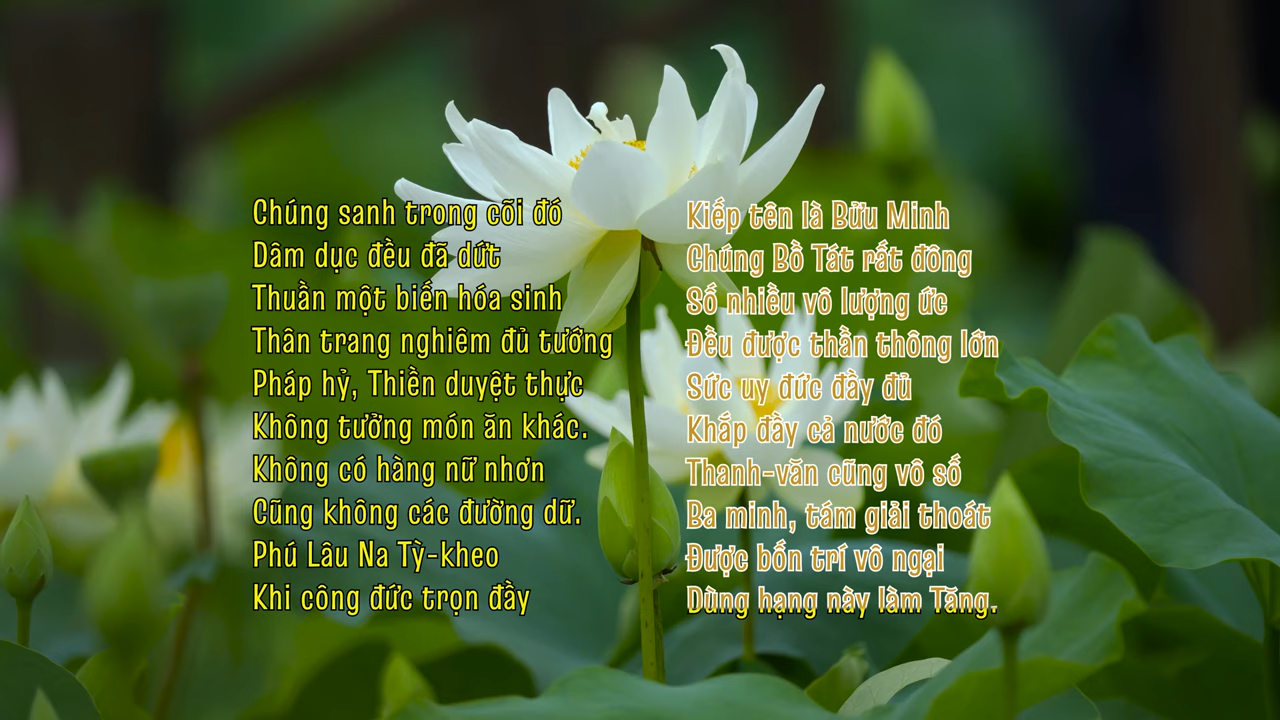 Chúng sanh trong cõi đó
Dâm dục đều đã dứt
Thuần một biến hóa sinh
Thân trang nghiêm đủ tướng
Pháp hỷ, Thiền duyệt thực
Không tưởng món ăn khác.
Không có hàng nữ nhơn
Cũng không các đường dữ.
Phú Lâu Na Tỳ-kheo
Khi công đức trọn đầy
Kiếp tên là Bửu Minh
Chúng Bồ Tát rất đông
Số nhiều vô lượng ức
Đều được thần thông lớn
Sức uy đức đầy đủ
Khắp đầy cả nước đó
Thanh-văn cũng vô số
Ba minh, tám giải thoát
Được bốn trí vô ngại
Dùng hạng này làm Tăng.